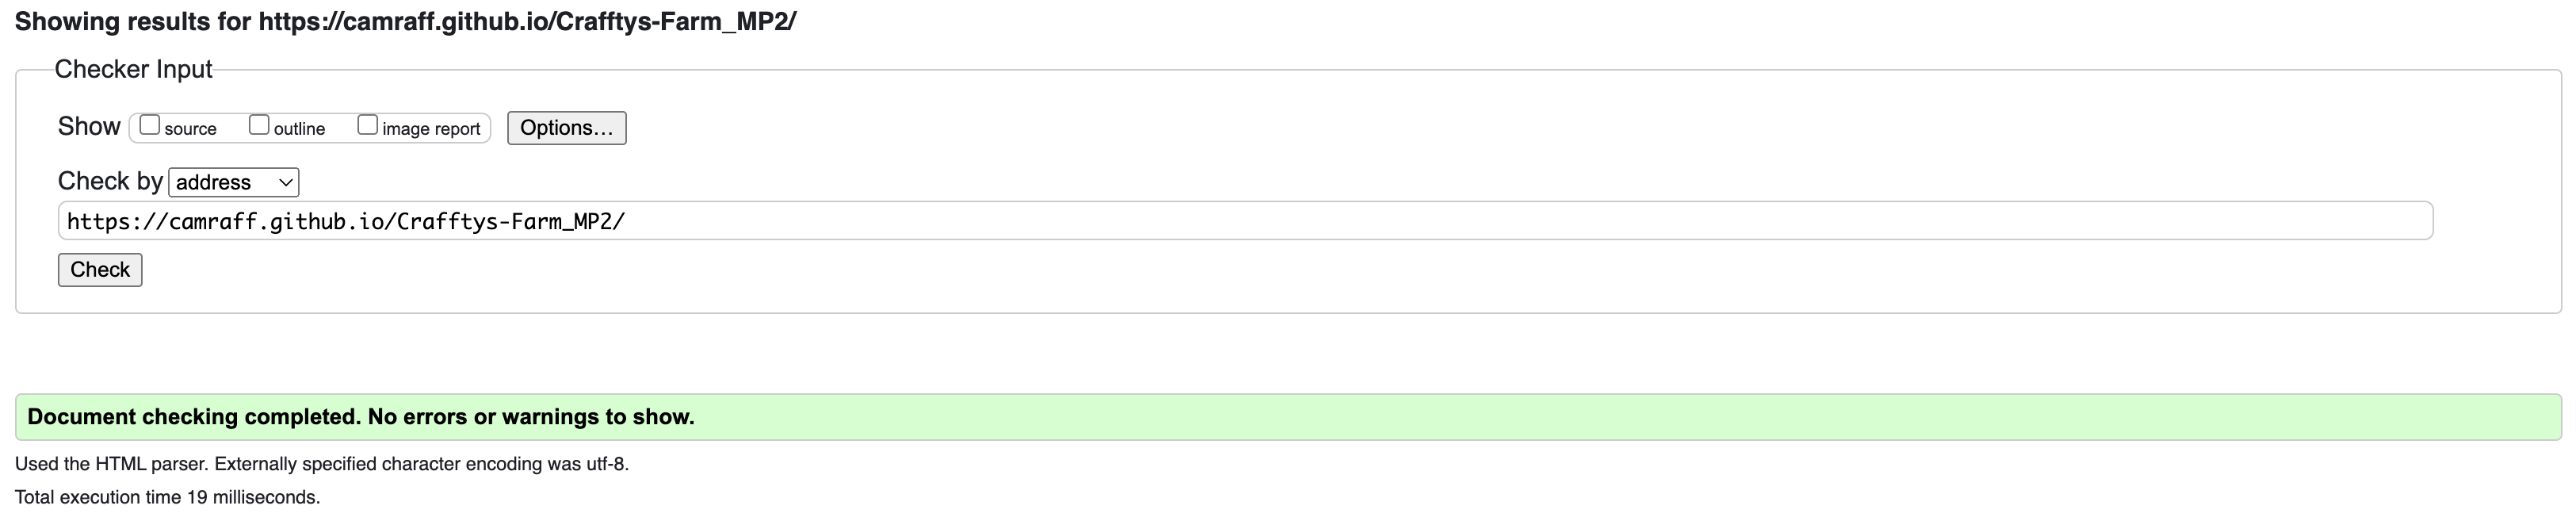 Showing results for https://camraff.github.io/Crafftys-Farm_MP2/
Checker Input
Show source outline image report Options...
Check by address
https://camraff.github.io/Crafftys-Farm_MP2/
Check
Document checking completed. No errors or warnings to show.
Used the HTML parser. Externally specified character encoding was utf-8.
Total execution time 19 milliseconds.